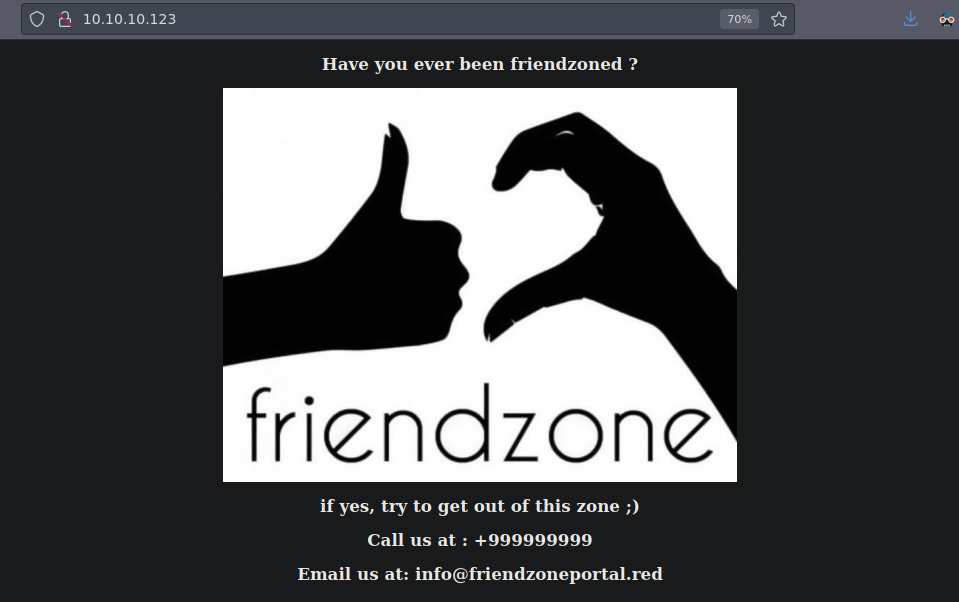 10.10.10.123
70%
Have you ever been friendzoned ?
friendzone
if yes, try to get out of this zone ;)
Call us at : +999999999
Email us at: info@friendzoneportal.red